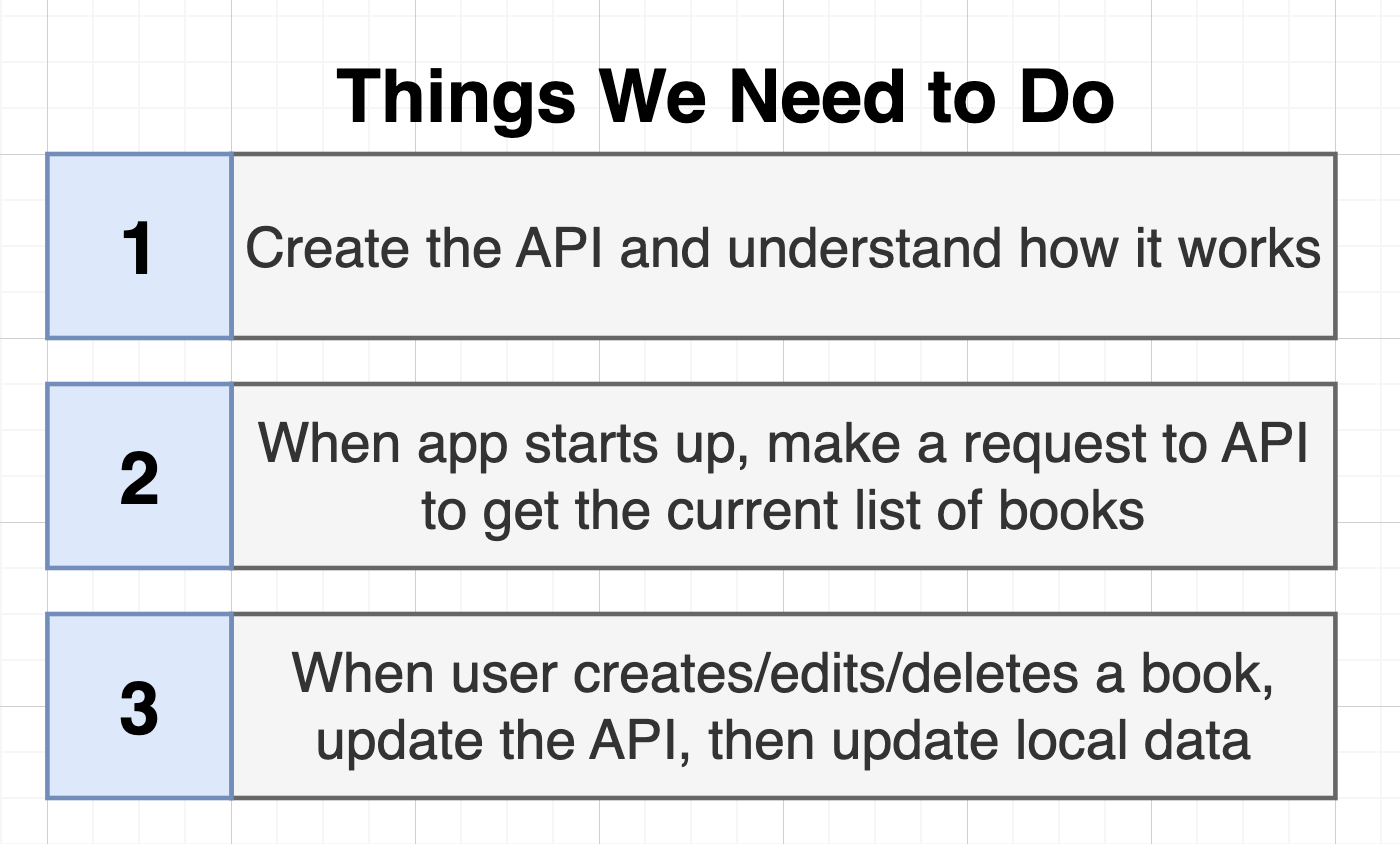 Things We Need to Do
1
Create the API and understand how it works
2
When app starts up, make a request to API
to get the current list of books
3
When user creates/edits/deletes a book,
update the API, then update local data